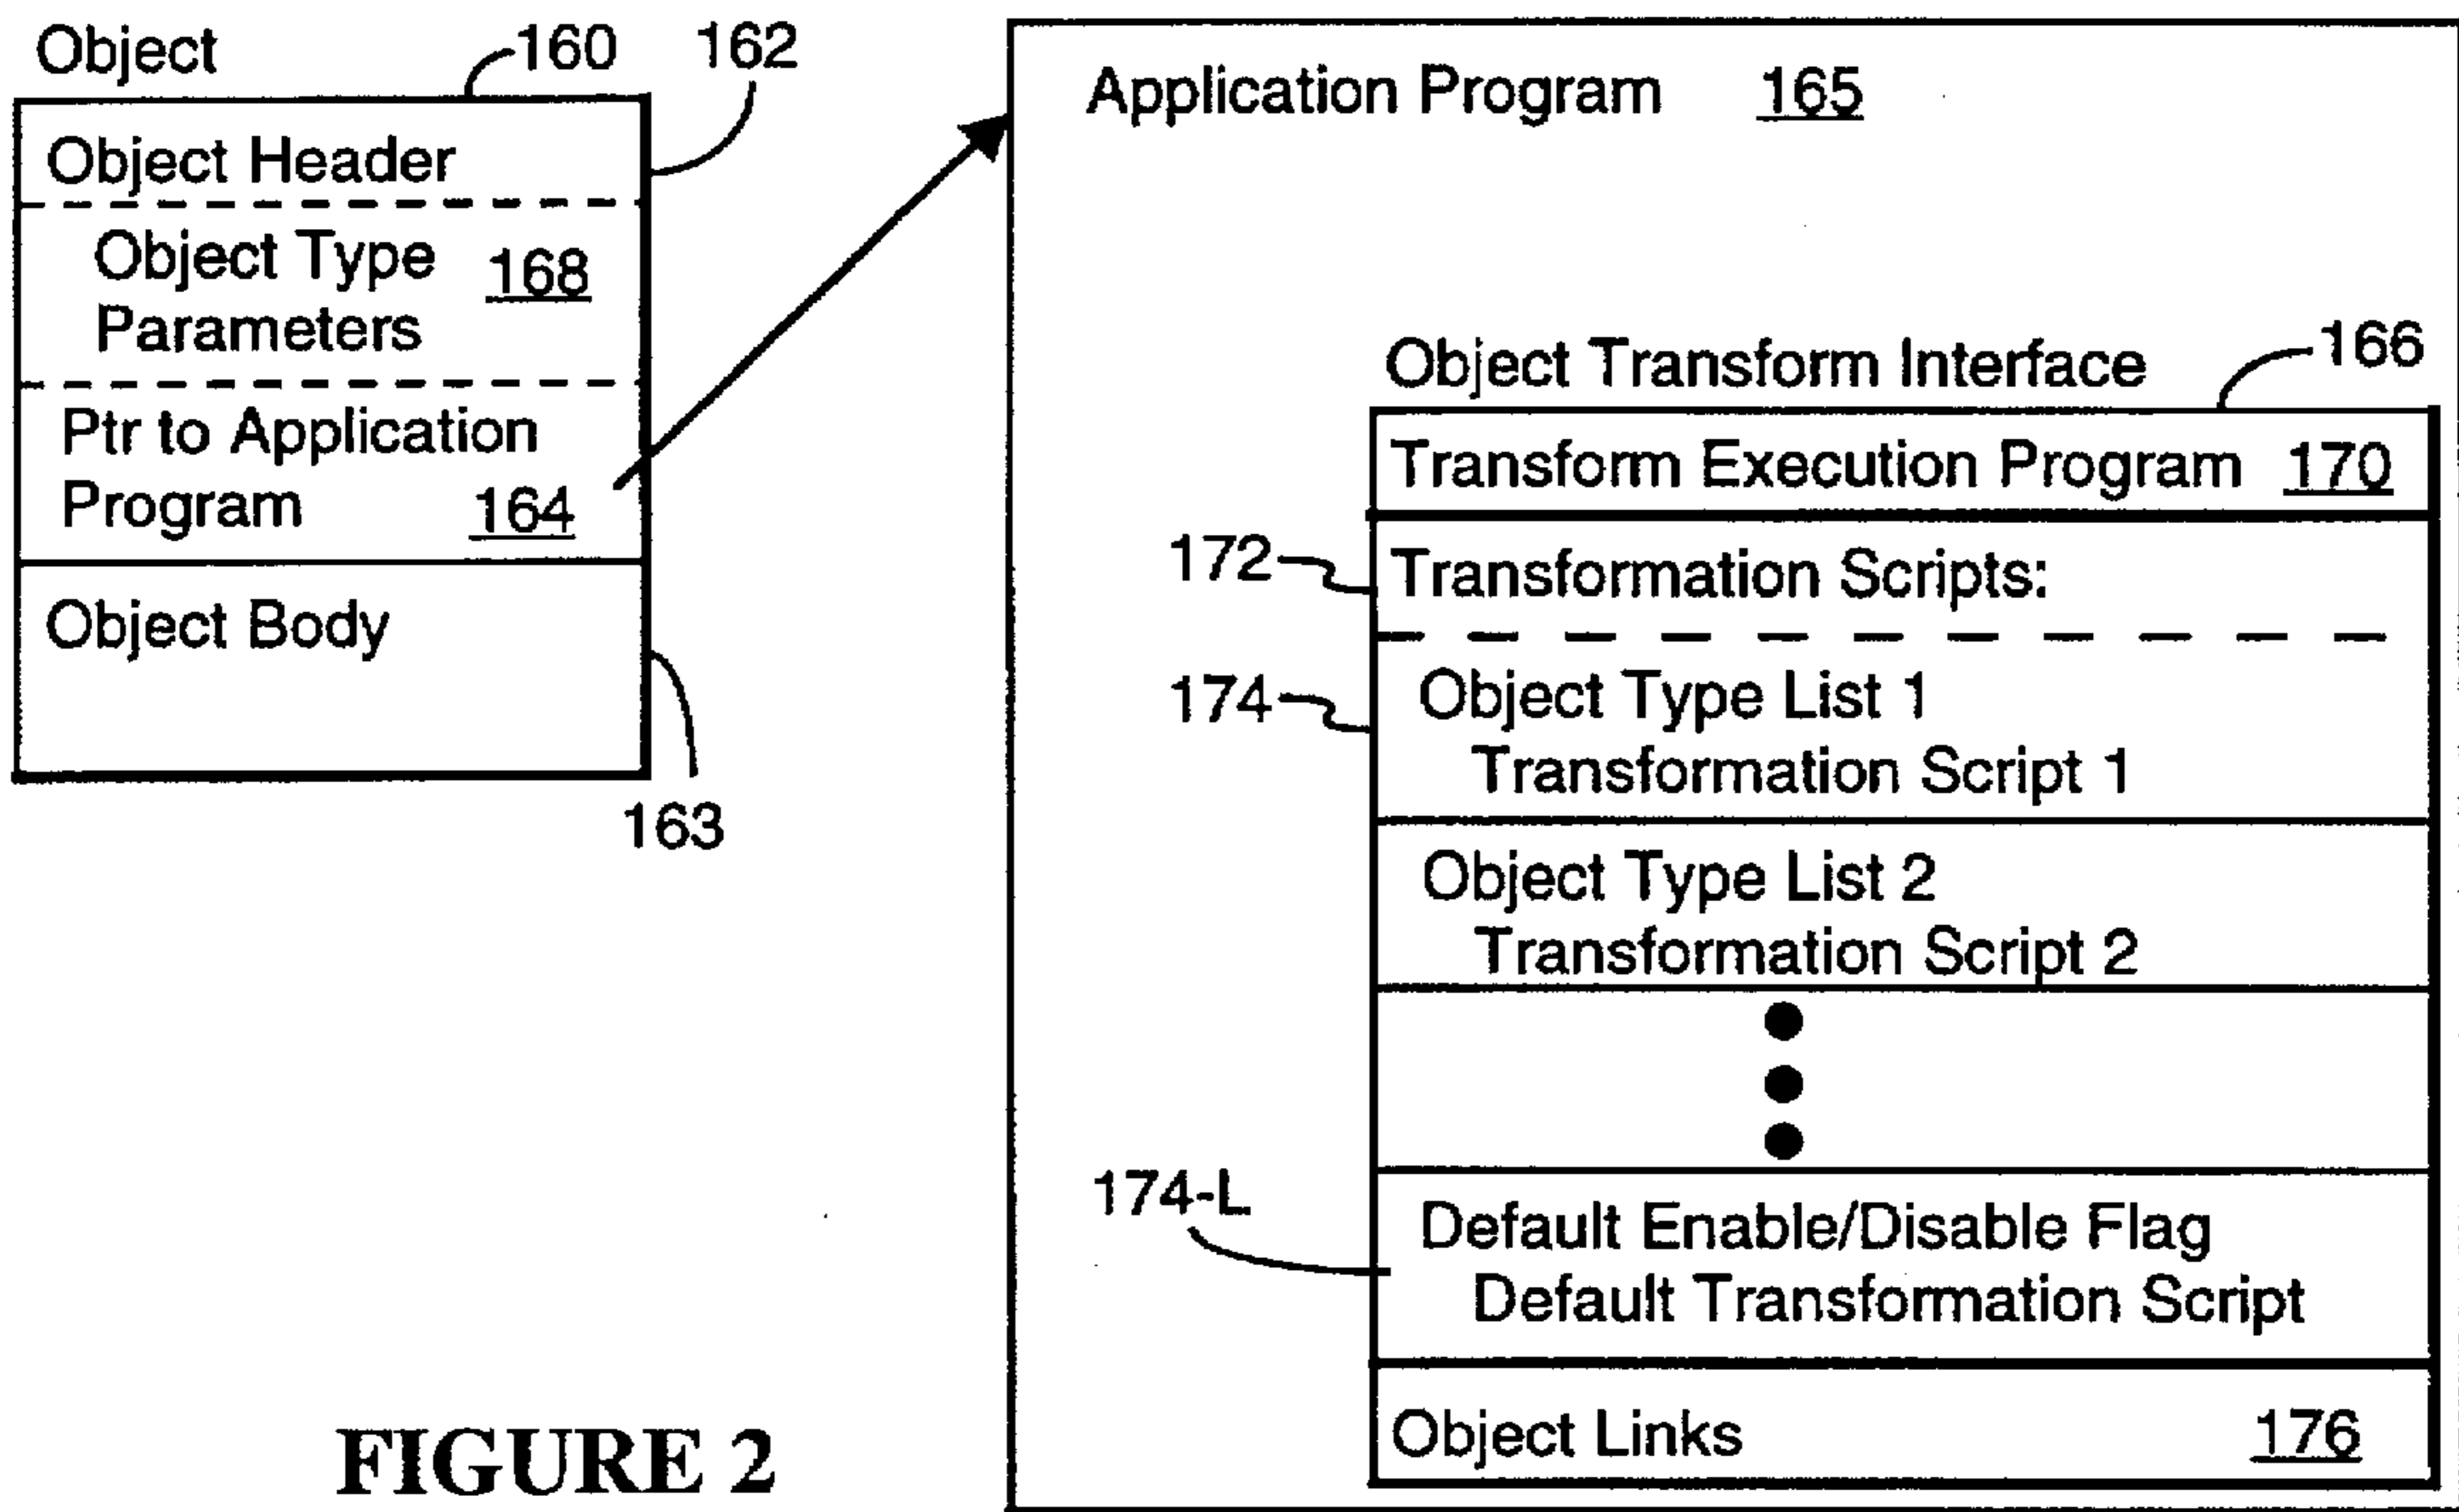 Object
160
162
Object Header
Object Type 168
Parameters
Ptr to Application
Program 164
Object Body
163
Application Program 165
Object Transform Interface
166
Transform Execution Program 170
172
Transformation Scripts:
174
Object Type List 1
Transformation Script 1
Object Type List 2
Transformation Script 2
174-L
Default Enable/Disable Flag
Default Transformation Script
Object Links 176
FIGURE 2